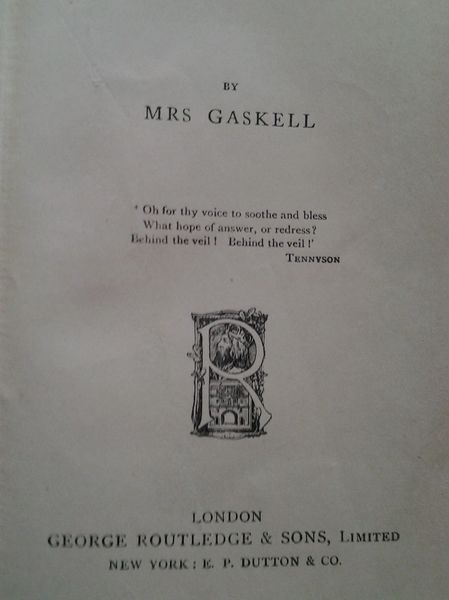 BY
MRS GASKELL
' Oh for thy voice to soothe and bless
What hope of answer, or redress?
Behind the veil! Behind the veil!'
TENNYSON
R
LONDON
GEORGE ROUTLEDGE & SONS, LIMITED
NEW YORK: E. P. DUTTON & CO.